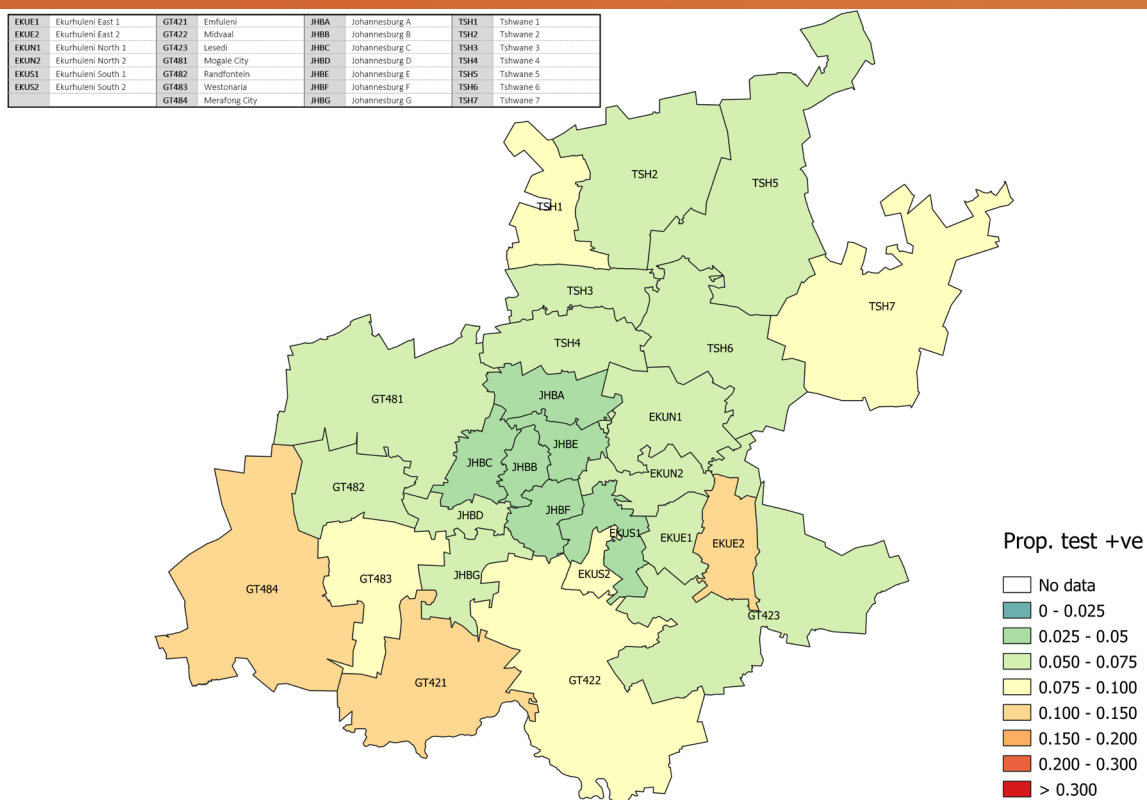 EKUE1 Ekurhuleni East 1 GT421 Emfuleni JHBA Johannesburg A TSH1 Tshwane 1
EKUE2 Ekurhuleni East 2 GT422 Midvaal JHBB Johannesburg B TSH2 Tshwane 2
EKUN1 Ekurhuleni North 1 GT423 Lesedi JHBC Johannesburg C TSH3 Tshwane 3
EKUN2 Ekurhuleni North 2 GT481 Mogale City JHBD Johannesburg D TSH4 Tshwane 4
EKUS1 Ekurhuleni South 1 GT482 Randfontein JHBE Johannesburg E TSH5 Tshwane 5
EKUS2 Ekurhuleni South 2 GT483 Westonaria JHBF Johannesburg F TSH6 Tshwane 6
GT484 Merafong City JHBG Johannesburg G TSH7 Tshwane 7
TSH2
TSH5
TSH1
TSH3
TSH7
TSH4
TSH6
GT481
JHBA
EKUN1
JHBE
JHBC
JHBB
EKUN2
GT482
JHBF
JHBD
EKUS1
EKUE1
EKUE2
GT483
JHBG
EKUS2
GT484
GT423
GT421
GT422
Prop. test +ve
No data
0 - 0.025
0.025 - 0.05
0.050 - 0.075
0.075 - 0.100
0.100 - 0.150
0.150 - 0.200
0.200 - 0.300
> 0.300